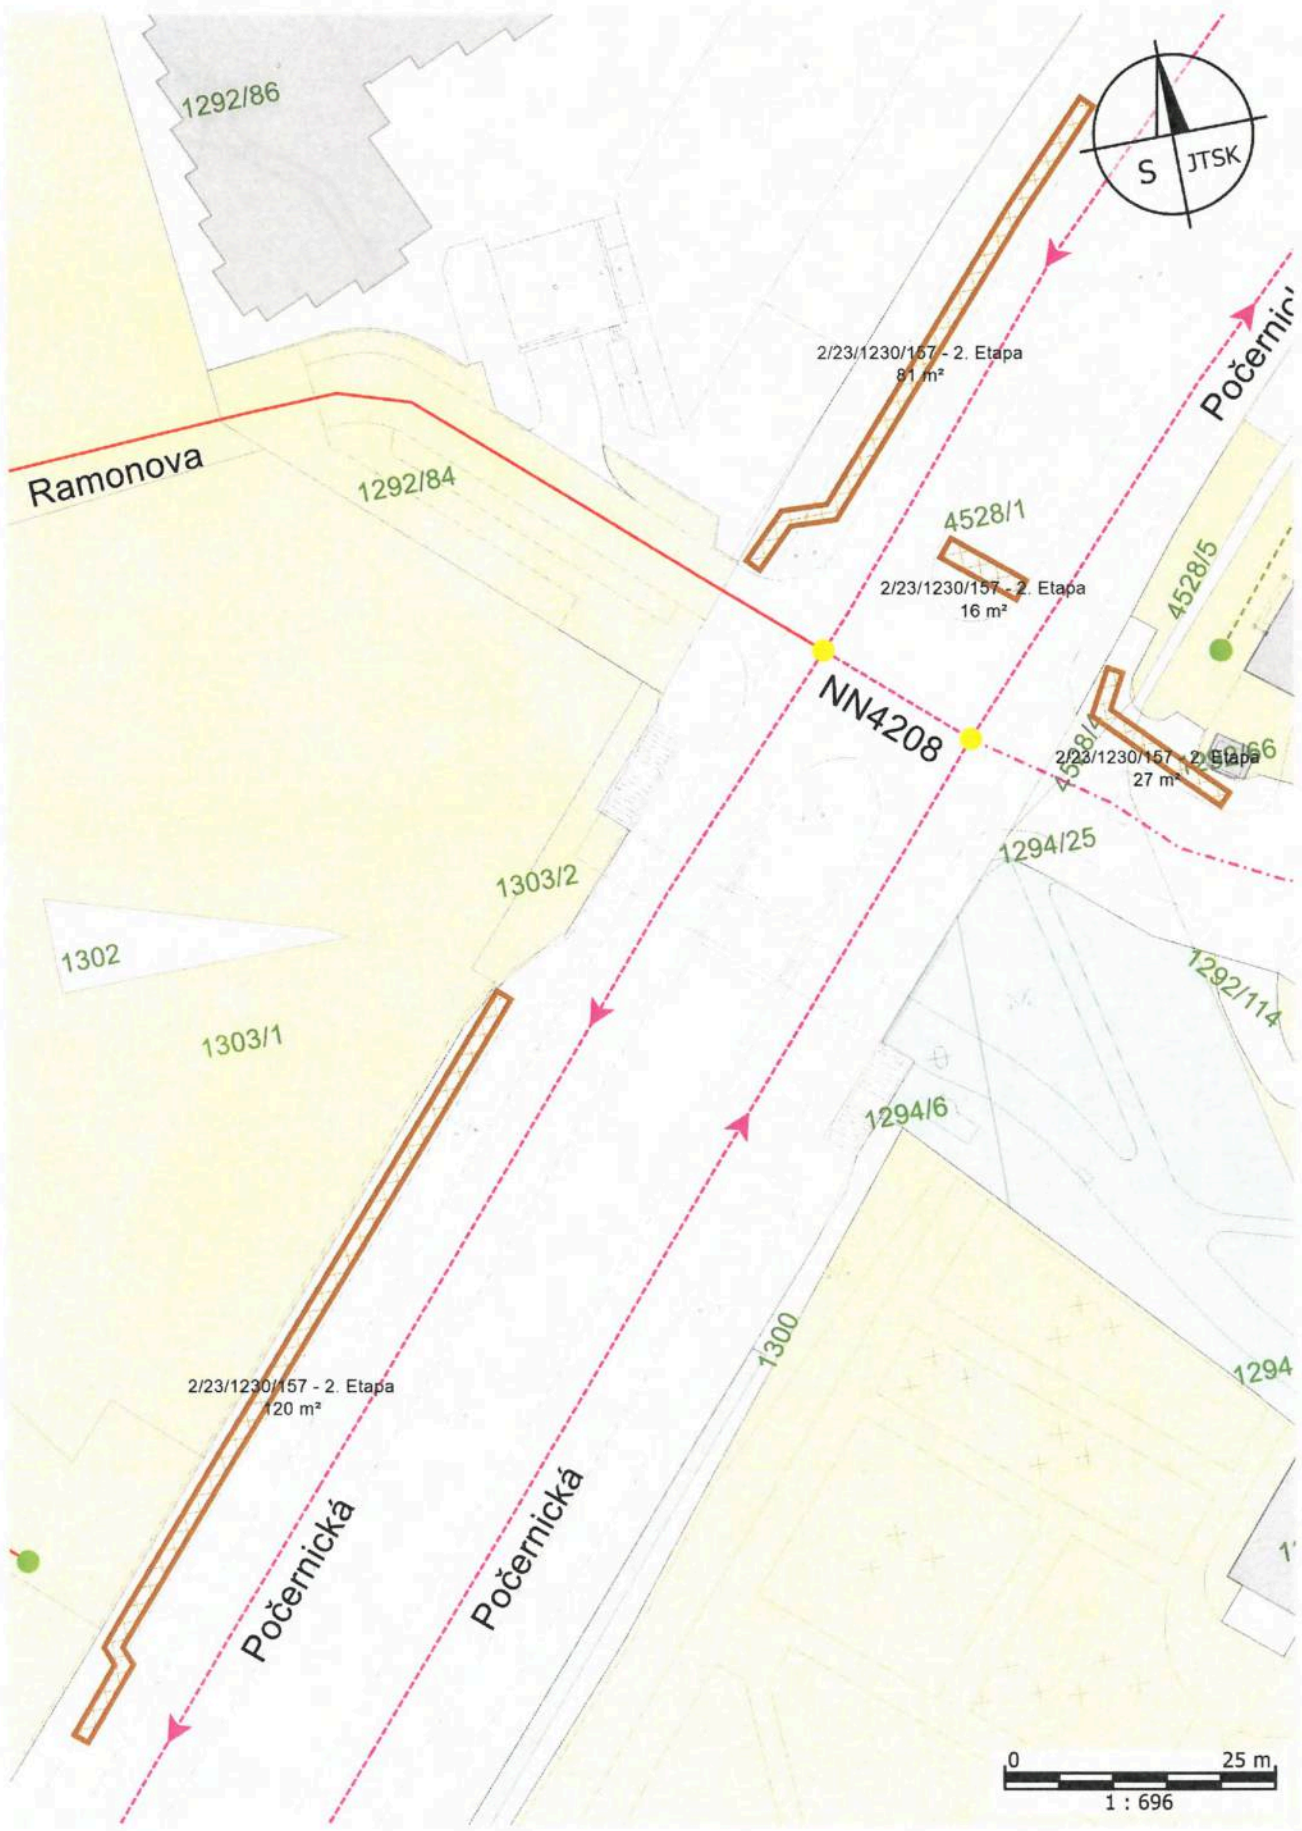 1292/86
S JTSK
2/23/1230/157 - 2. Etapa
81 m²
Ramonova
1292/84
4528/1
4528/5
2/23/1230/157 - 2. Etapa
16 m²
NN4208
4528/4
2/23/1230/157 - 2. Etapa
27 m²
1294/25
1303/2
1302
1303/1
1292/114
1294/6
1300
1294
2/23/1230/157 - 2. Etapa
120 m²
Počernická
Počernická
0 25 m
1 : 696